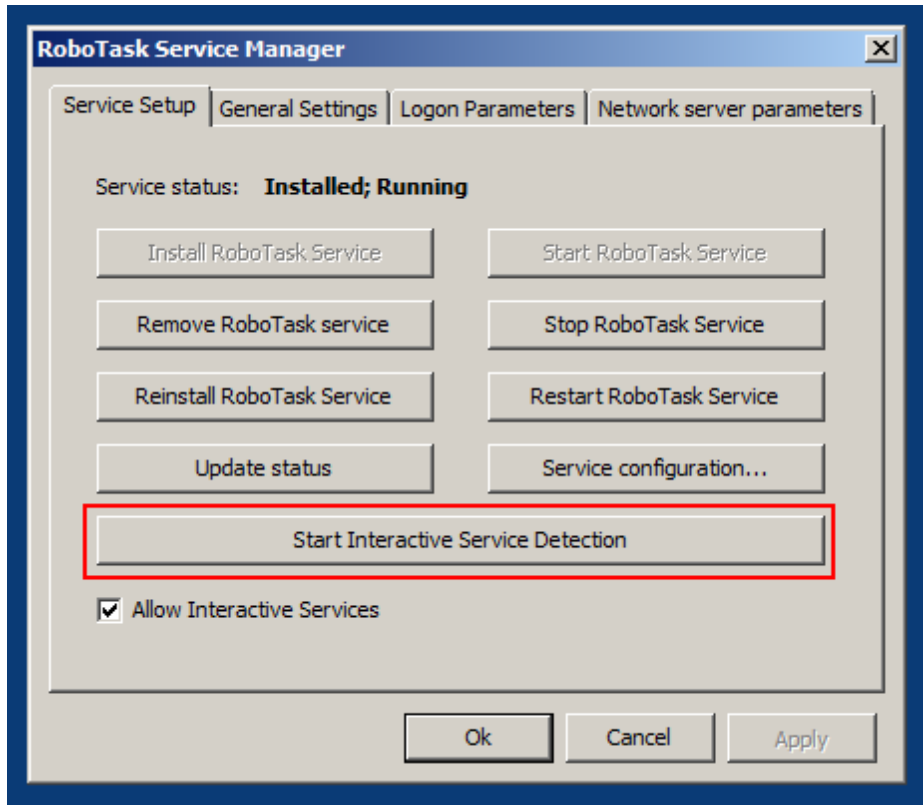 RoboTask Service Manager
Service Setup General Settings Logon Parameters Network server parameters
Service status: Installed; Running
Install RoboTask Service Start RoboTask Service
Remove RoboTask service Stop RoboTask Service
Reinstall RoboTask Service Restart RoboTask Service
Update status Service configuration...
Start Interactive Service Detection
Allow Interactive Services
Ok Cancel Apply